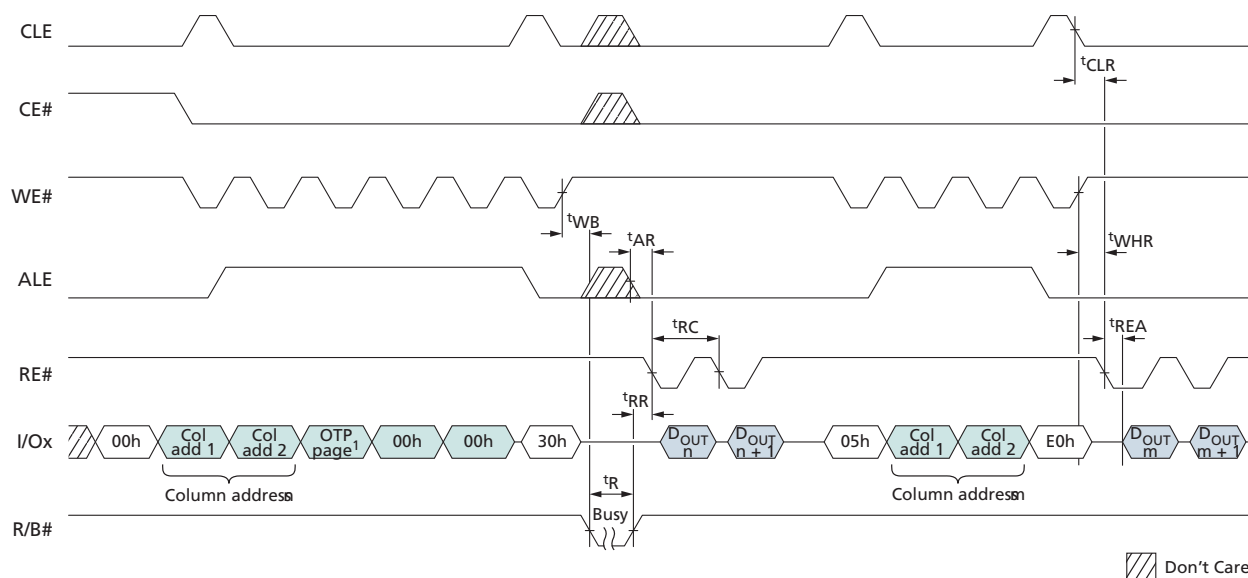 CLE
tCLR
CE#
WE#
tWB
tAR
tWHR
ALE
tRC
tREA
RE#
tRR
I/Ox
00h
Col add 1
Col add 2
OTP page1
00h
00h
30h
DOUT n
DOUT n + 1
05h
Col add 1
Col add 2
E0h
DOUT m
DOUT m + 1
Column address n
Column address m
tR
R/B#
Busy
Don't Care